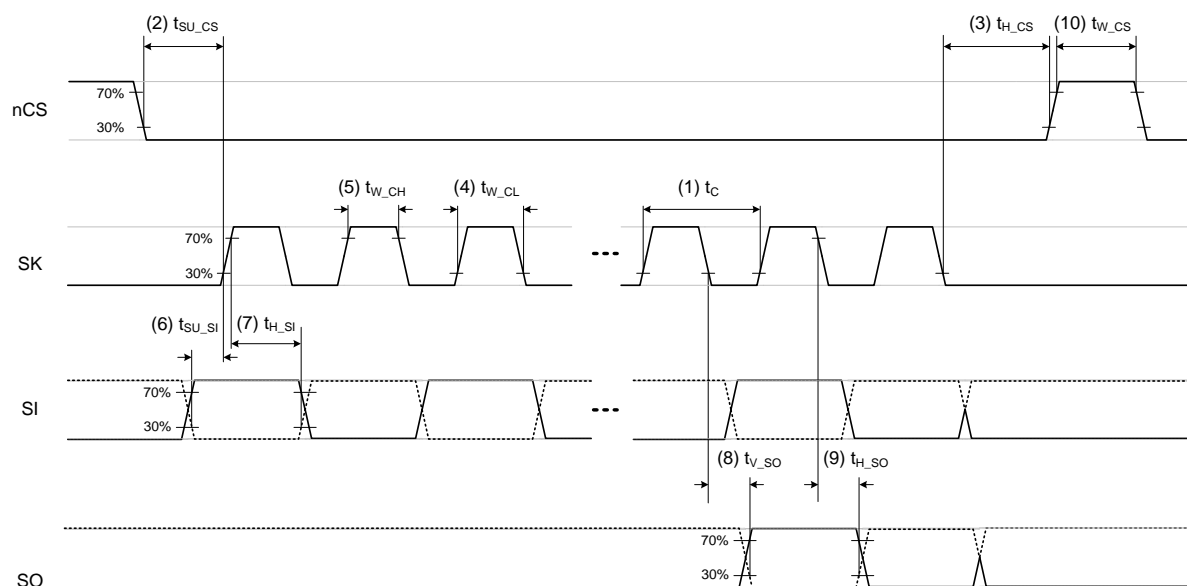 (2) tSU_CS
(3) tH_CS
(10) tW_CS
nCS
70%
30%
(5) tW_CH
(4) tW_CL
(1) tC
SK
70%
30%
(6) tSU_SI
(7) tH_SI
SI
70%
30%
(8) tV_SO
(9) tH_SO
SO
70%
30%